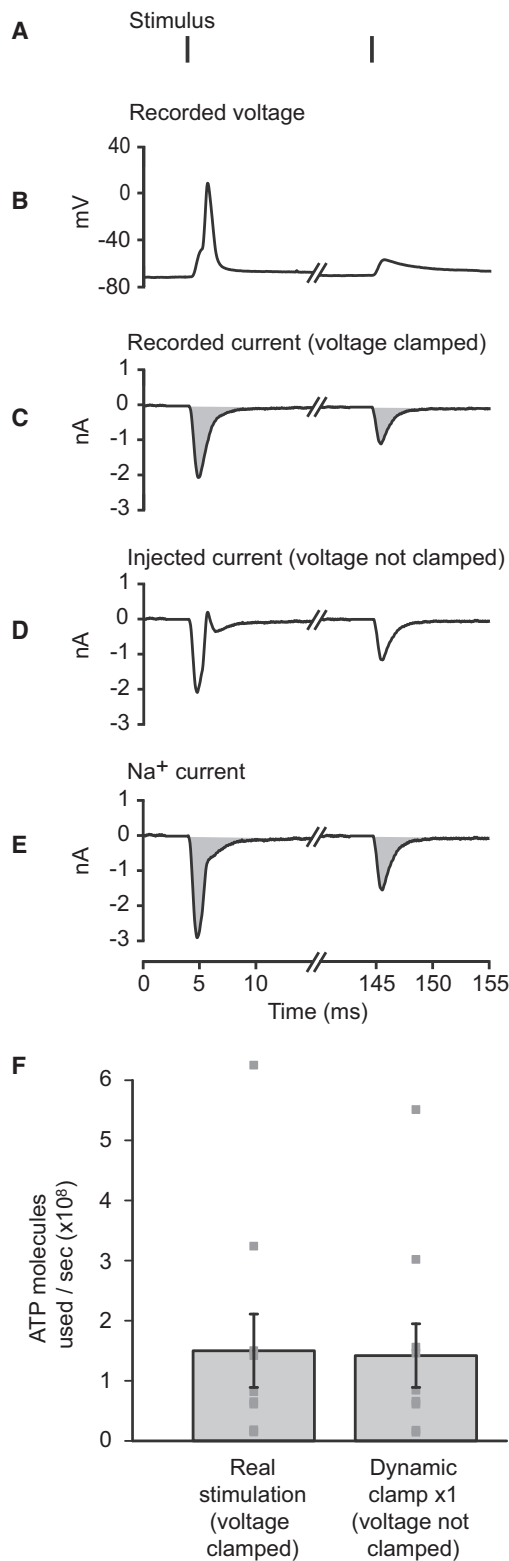 A
Stimulus
Recorded voltage
B
mV
40
0
-40
-80
Recorded current (voltage clamped)
C
nA
1
0
-1
-2
-3
Injected current (voltage not clamped)
D
nA
1
0
-1
-2
-3
Na+ current
E
nA
1
0
-1
-2
-3
0 5 10 145 150 155
Time (ms)
F
ATP molecules
used / sec (x10⁸)
6
5
4
3
2
1
0
Real
stimulation
(voltage
clamped)
Dynamic
clamp x1
(voltage not
clamped)